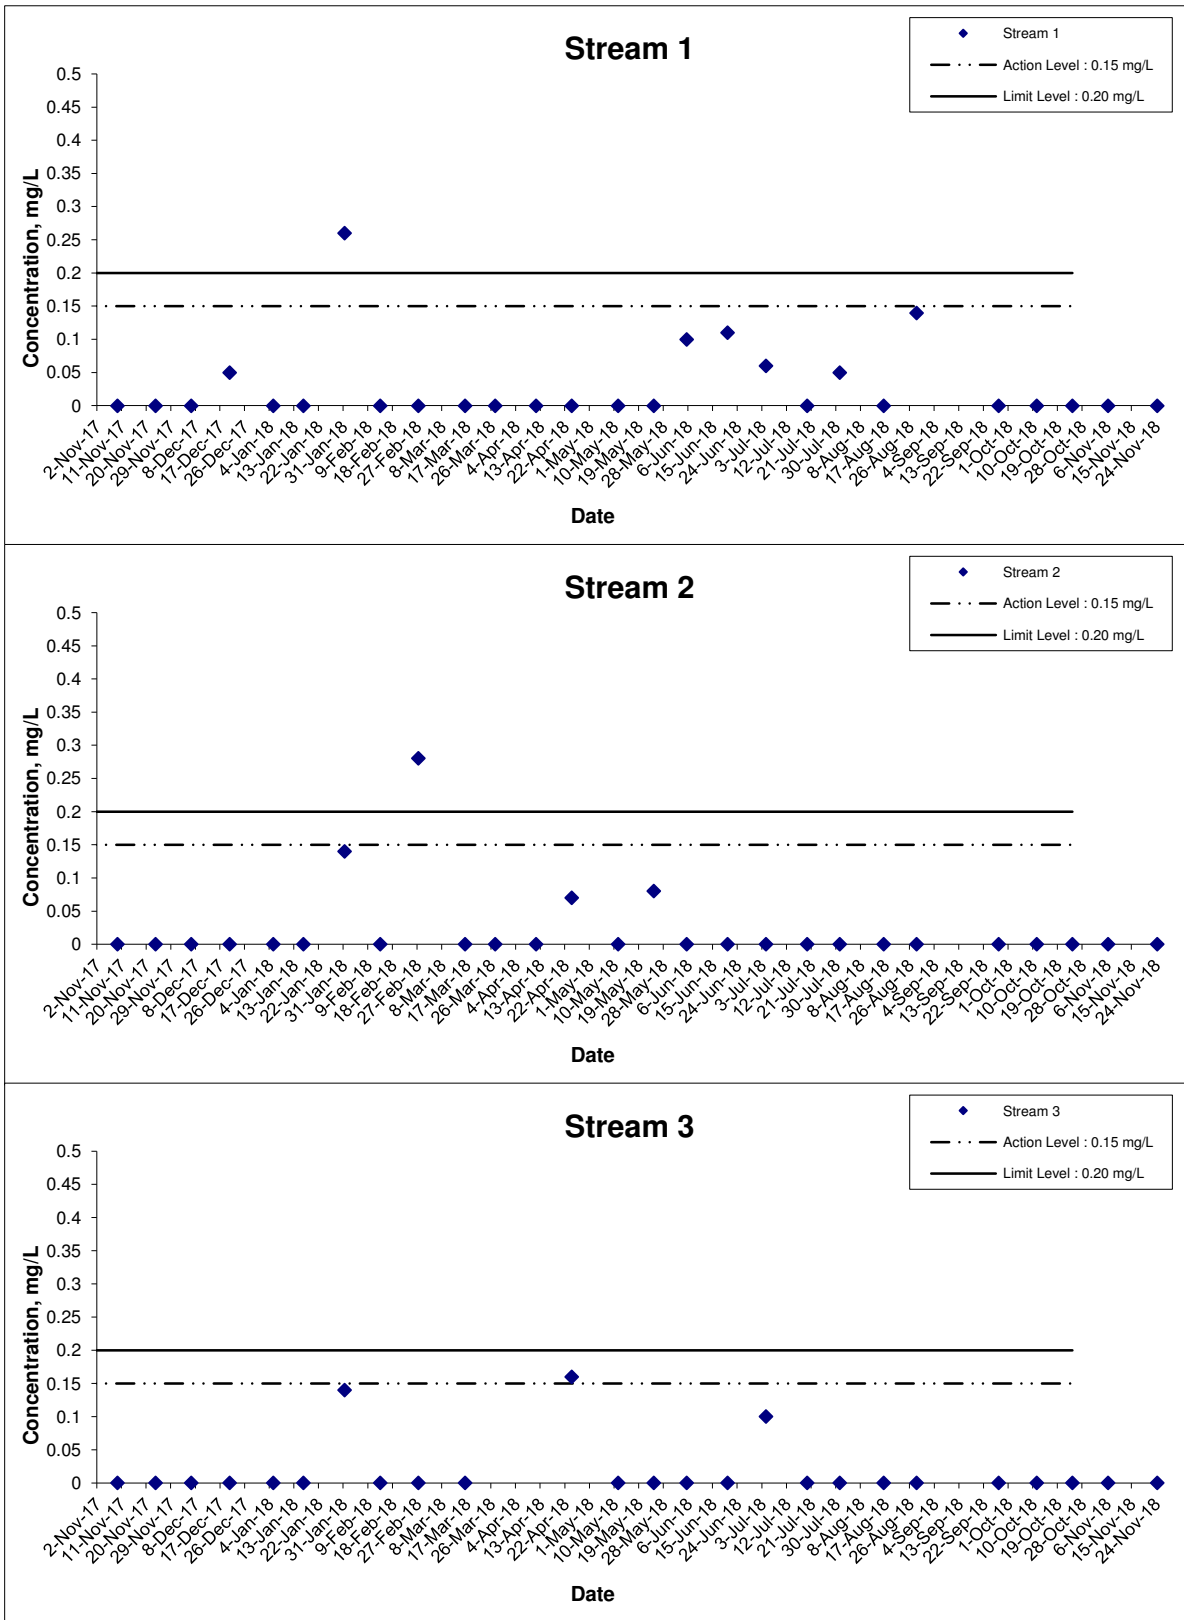 Stream 1
Stream 1
Action Level : 0.15 mg/L
Limit Level : 0.20 mg/L
Concentration, mg/L
0.5
0.45
0.4
0.35
0.3
0.25
0.2
0.15
0.1
0.05
0
2-Nov-17
11-Nov-17
20-Nov-17
29-Nov-17
8-Dec-17
17-Dec-17
26-Dec-17
4-Jan-18
13-Jan-18
22-Jan-18
31-Jan-18
9-Feb-18
18-Feb-18
27-Feb-18
8-Mar-18
17-Mar-18
26-Mar-18
4-Apr-18
13-Apr-18
22-Apr-18
1-May-18
10-May-18
19-May-18
28-May-18
6-Jun-18
15-Jun-18
24-Jun-18
3-Jul-18
12-Jul-18
21-Jul-18
30-Jul-18
8-Aug-18
17-Aug-18
26-Aug-18
4-Sep-18
13-Sep-18
22-Sep-18
1-Oct-18
10-Oct-18
19-Oct-18
28-Oct-18
6-Nov-18
15-Nov-18
24-Nov-18
Date
Stream 2
Stream 2
Action Level : 0.15 mg/L
Limit Level : 0.20 mg/L
Concentration, mg/L
0.5
0.45
0.4
0.35
0.3
0.25
0.2
0.15
0.1
0.05
0
2-Nov-17
11-Nov-17
20-Nov-17
29-Nov-17
8-Dec-17
17-Dec-17
26-Dec-17
4-Jan-18
13-Jan-18
22-Jan-18
31-Jan-18
9-Feb-18
18-Feb-18
27-Feb-18
8-Mar-18
17-Mar-18
26-Mar-18
4-Apr-18
13-Apr-18
22-Apr-18
1-May-18
10-May-18
19-May-18
28-May-18
6-Jun-18
15-Jun-18
24-Jun-18
3-Jul-18
12-Jul-18
21-Jul-18
30-Jul-18
8-Aug-18
17-Aug-18
26-Aug-18
4-Sep-18
13-Sep-18
22-Sep-18
1-Oct-18
10-Oct-18
19-Oct-18
28-Oct-18
6-Nov-18
15-Nov-18
24-Nov-18
Date
Stream 3
Stream 3
Action Level : 0.15 mg/L
Limit Level : 0.20 mg/L
Concentration, mg/L
0.5
0.45
0.4
0.35
0.3
0.25
0.2
0.15
0.1
0.05
0
2-Nov-17
11-Nov-17
20-Nov-17
29-Nov-17
8-Dec-17
17-Dec-17
26-Dec-17
4-Jan-18
13-Jan-18
22-Jan-18
31-Jan-18
9-Feb-18
18-Feb-18
27-Feb-18
8-Mar-18
17-Mar-18
26-Mar-18
4-Apr-18
13-Apr-18
22-Apr-18
1-May-18
10-May-18
19-May-18
28-May-18
6-Jun-18
15-Jun-18
24-Jun-18
3-Jul-18
12-Jul-18
21-Jul-18
30-Jul-18
8-Aug-18
17-Aug-18
26-Aug-18
4-Sep-18
13-Sep-18
22-Sep-18
1-Oct-18
10-Oct-18
19-Oct-18
28-Oct-18
6-Nov-18
15-Nov-18
24-Nov-18
Date